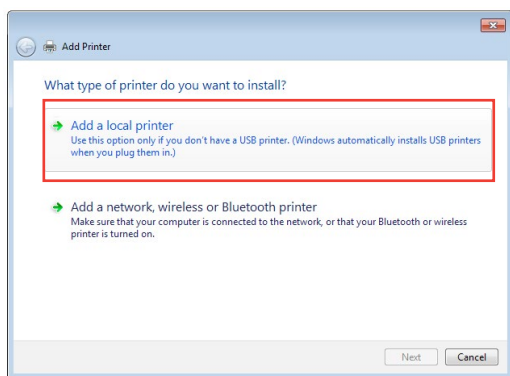 Add Printer
What type of printer do you want to install?
Add a local printer
Use this option only if you don't have a USB printer. (Windows automatically installs USB printers
when you plug them in.)
Add a network, wireless or Bluetooth printer
Make sure that your computer is connected to the network, or that your Bluetooth or wireless
printer is turned on.
Next Cancel